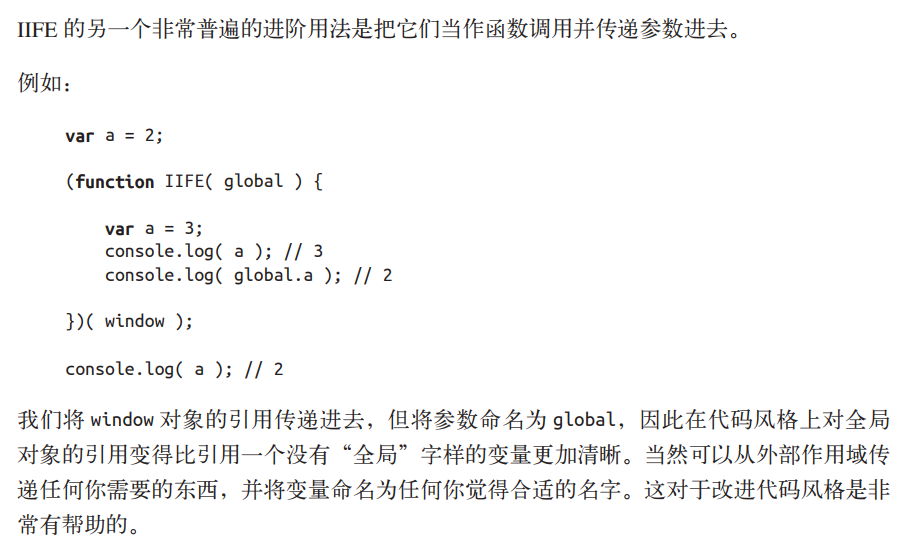 IIFE 的另一个非常普遍的进阶用法是把它们当作函数调用并传递参数进去。
例如：
var a = 2;
(function IIFE( global ) {
var a = 3;
console.log( a ); // 3
console.log( global.a ); // 2
})( window );
console.log( a ); // 2
我们将 window 对象的引用传递进去，但将参数命名为 global，因此在代码风格上对全局
对象的引用变得比引用一个没有“全局”字样的变量更加清晰。当然可以从外部作用域传
递任何你需要的东西，并将变量命名为任何你觉得合适的名字。这对于改进代码风格是非
常有帮助的。